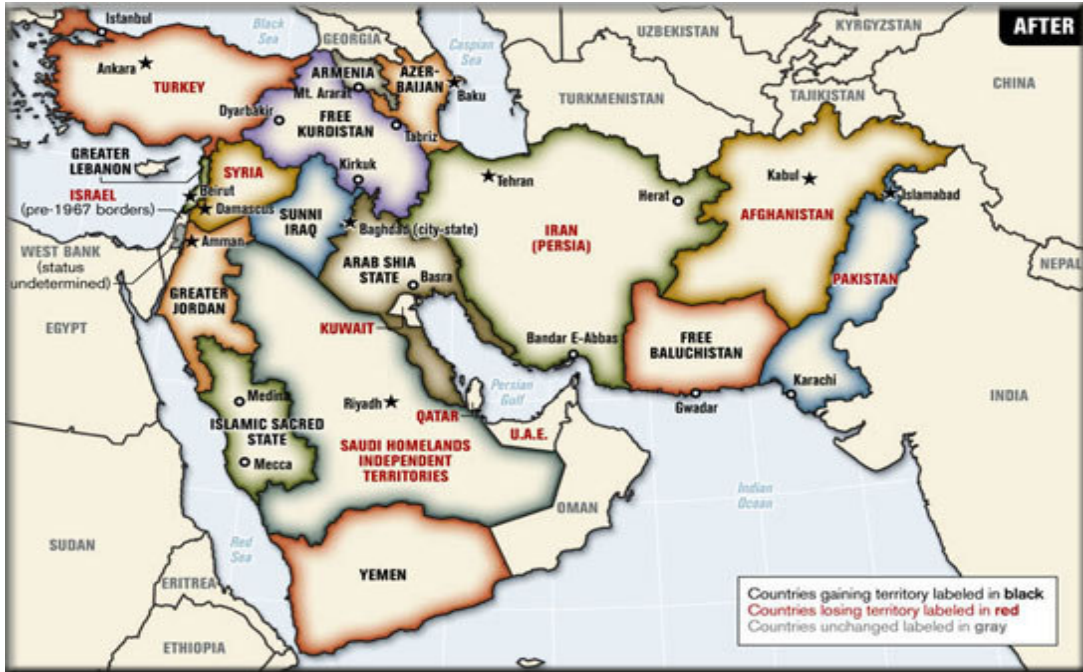 AFTER
Istanbul
Black
Sea
GEORGIA
Caspian
Sea
UZBEKISTAN
KYRGYZSTAN
CHINA
Ankara
TURKEY
ARMENIA
Mt. Ararat
AZER-
BAIJAN
Baku
TURKMENISTAN
TAJIKISTAN
Dyarbakir
FREE
KURDISTAN
Tabriz
GREATER
LEBANON
SYRIA
Kirkuk
Tehran
Herat
Kabul
Islamabad
ISRAEL
(pre-1967 borders)
Beirut
Damascus
SUNNI
IRAQ
Baghdad (city-state)
IRAN
(PERSIA)
AFGHANISTAN
WEST BANK
(status
undetermined)
Amman
ARAB SHIA
STATE
Basra
PAKISTAN
NEPAL
EGYPT
GREATER
JORDAN
KUWAIT
Bandar E-Abbas
FREE
BALUCHISTAN
Karachi
Medina
Riyadh
Persian
Gulf
Gwadar
INDIA
ISLAMIC SACRED
STATE
Mecca
QATAR
U.A.E.
SAUDI HOMELANDS
INDEPENDENT
TERRITORIES
OMAN
Indian
Ocean
SUDAN
Red
Sea
YEMEN
ERITREA
ETHIOPIA
Countries gaining territory labeled in black
Countries losing territory labeled in red
Countries unchanged labeled in gray